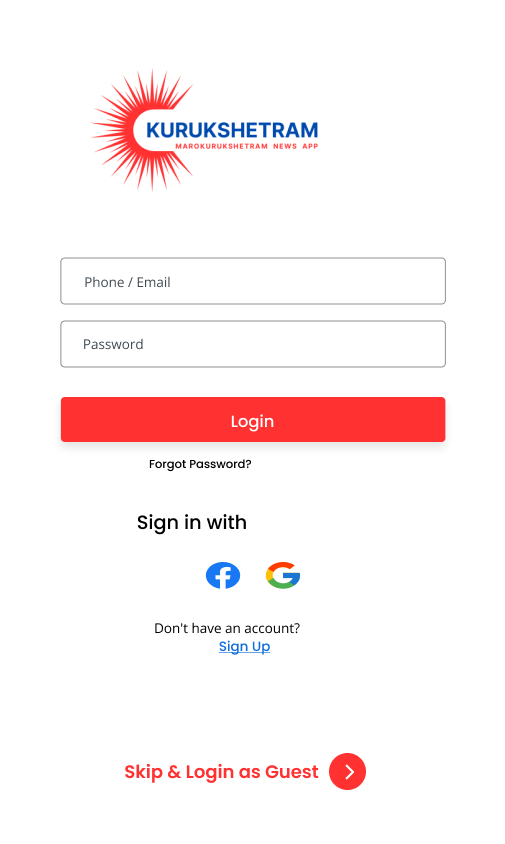 KURUKSHETRAM
MAROKURUKSHETRAM NEWS APP
Phone / Email
Password
Login
Forgot Password?
Sign in with
Don't have an account?
Sign Up
Skip & Login as Guest